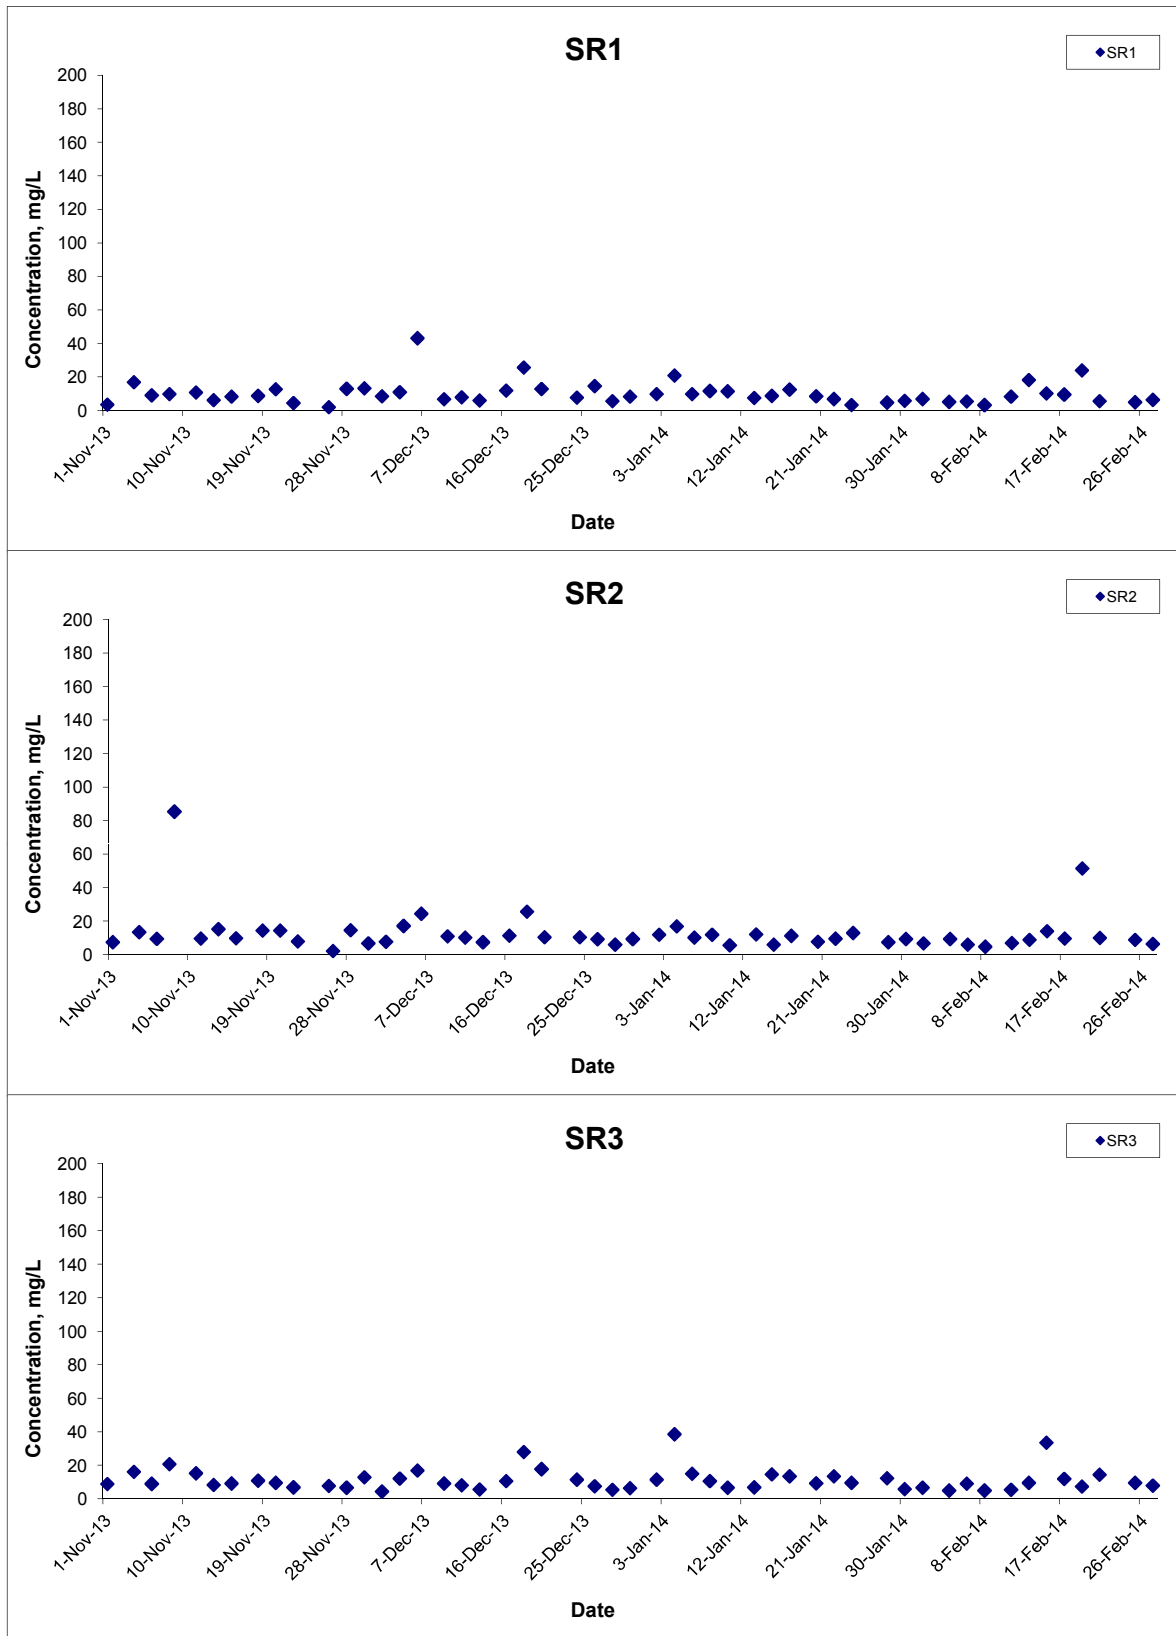 SR1
SR1
200
180
160
140
120
100
80
60
40
20
0
Concentration, mg/L
1-Nov-13 10-Nov-13 19-Nov-13 28-Nov-13 7-Dec-13 16-Dec-13 25-Dec-13 3-Jan-14 12-Jan-14 21-Jan-14 30-Jan-14 8-Feb-14 17-Feb-14 26-Feb-14
Date
SR2
SR2
200
180
160
140
120
100
80
60
40
20
0
Concentration, mg/L
1-Nov-13 10-Nov-13 19-Nov-13 28-Nov-13 7-Dec-13 16-Dec-13 25-Dec-13 3-Jan-14 12-Jan-14 21-Jan-14 30-Jan-14 8-Feb-14 17-Feb-14 26-Feb-14
Date
SR3
SR3
200
180
160
140
120
100
80
60
40
20
0
Concentration, mg/L
1-Nov-13 10-Nov-13 19-Nov-13 28-Nov-13 7-Dec-13 16-Dec-13 25-Dec-13 3-Jan-14 12-Jan-14 21-Jan-14 30-Jan-14 8-Feb-14 17-Feb-14 26-Feb-14
Date